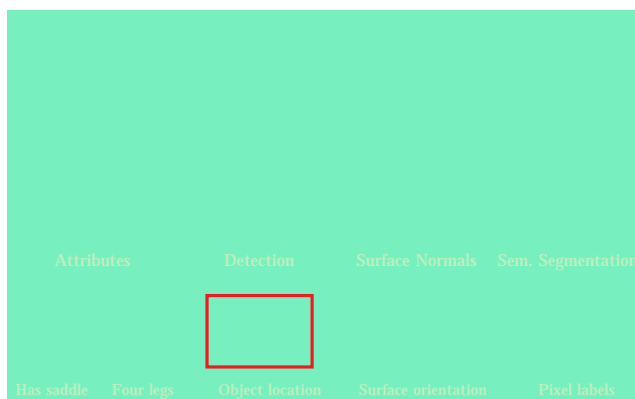 Attributes Detection Surface Normals Sem. Segmentation
Has saddle Four legs Object location Surface orientation Pixel labels